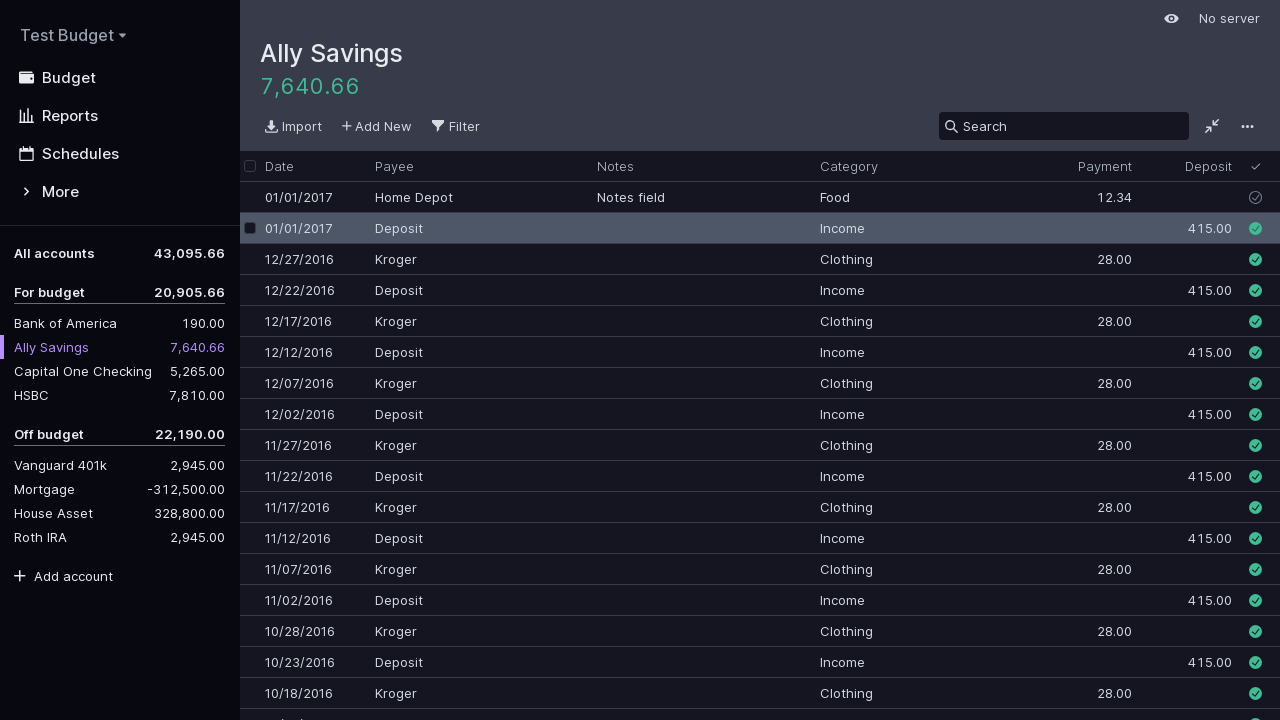 Test Budget
Budget
Reports
Schedules
More
All accounts 43,095.66
For budget 20,905.66
Bank of America 190.00
Ally Savings 7,640.66
Capital One Checking 5,265.00
HSBC 7,810.00
Off budget 22,190.00
Vanguard 401k 2,945.00
Mortgage -312,500.00
House Asset 328,800.00
Roth IRA 2,945.00
Add account
No server
Ally Savings
7,640.66
Import Add New Filter Search
Date Payee Notes Category Payment Deposit
01/01/2017 Home Depot Notes field Food 12.34
01/01/2017 Deposit Income 415.00
12/27/2016 Kroger Clothing 28.00
12/22/2016 Deposit Income 415.00
12/17/2016 Kroger Clothing 28.00
12/12/2016 Deposit Income 415.00
12/07/2016 Kroger Clothing 28.00
12/02/2016 Deposit Income 415.00
11/27/2016 Kroger Clothing 28.00
11/22/2016 Deposit Income 415.00
11/17/2016 Kroger Clothing 28.00
11/12/2016 Deposit Income 415.00
11/07/2016 Kroger Clothing 28.00
11/02/2016 Deposit Income 415.00
10/28/2016 Kroger Clothing 28.00
10/23/2016 Deposit Income 415.00
10/18/2016 Kroger Clothing 28.00